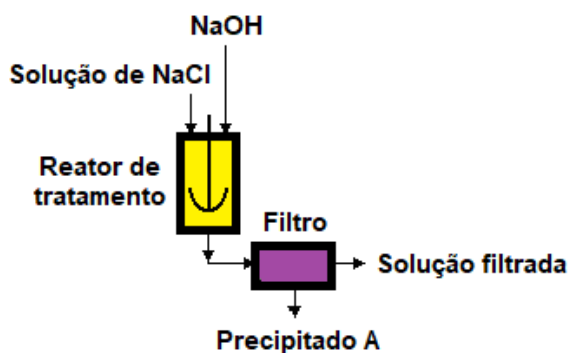 NaOH
Solução de NaCl
Reator de
tratamento
Filtro
Solução filtrada
Precipitado A